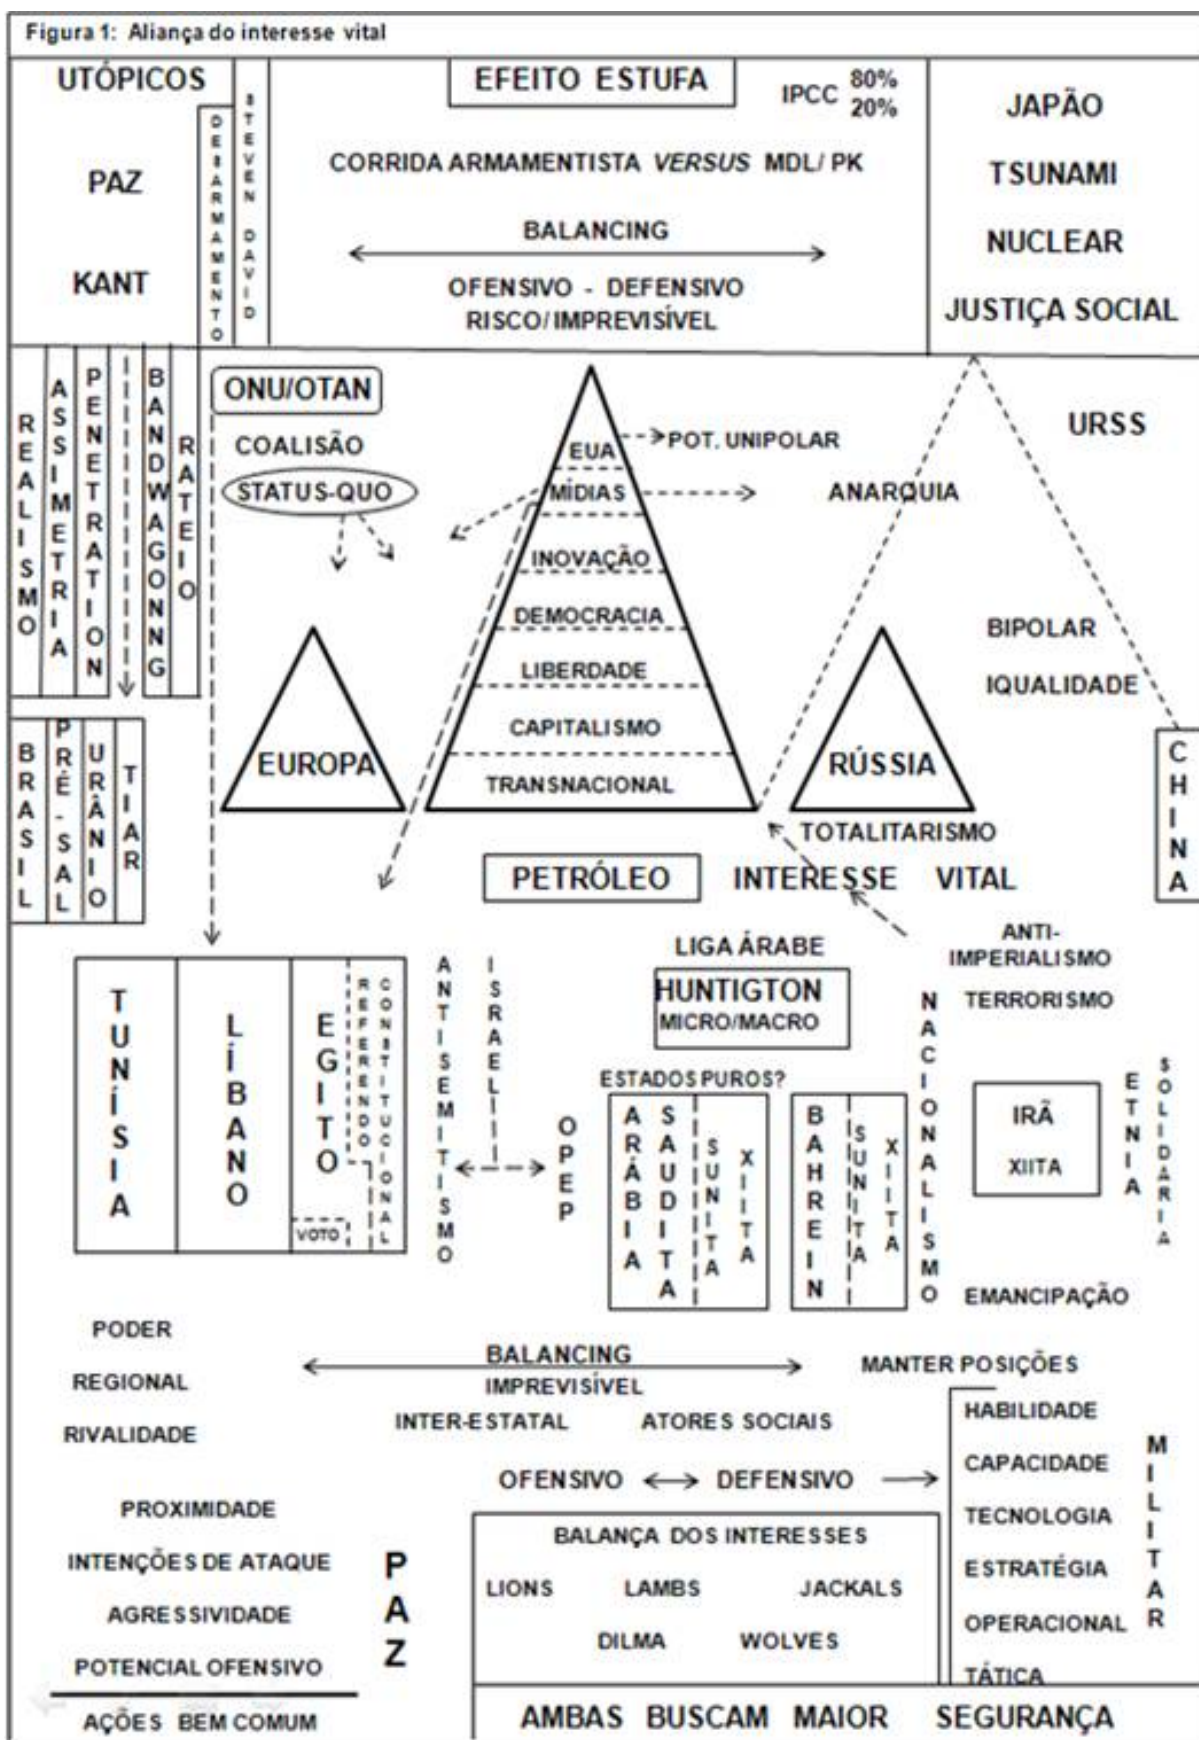 Figura 1: Aliança do interesse vital
UTÓPICOS
PAZ
KANT
DESARMAMENTO
STEVEN DAVID
EFEITO ESTUFA
IPCC 80%
20%
CORRIDA ARMAMENTISTA VERSUS MDL/ PK
BALANCING
OFENSIVO - DEFENSIVO
RISCO/IMPREVISÍVEL
JAPÃO
TSUNAMI
NUCLEAR
JUSTIÇA SOCIAL
REALISMO
ASSIMETRIA
PENETRATION
BANDWAGONNG
RATEIO
ONU/OTAN
COALISÃO
STATUS-QUO
EUA
POT. UNIPOLAR
MÍDIAS
ANARQUIA
INOVAÇÃO
DEMOCRACIA
LIBERDADE
CAPITALISMO
TRANSNACIONAL
URSS
BIPOLAR
IQUALIDADE
EUROPA
RÚSSIA
TOTALITARISMO
CHINA
BRASIL
PRÉ-SAL
URÂNIO
TIAR
PETRÓLEO
INTERESSE VITAL
TUNÍSIA
LÍBANO
EGITO
REFERENDO
CONSTITUCIONAL
VOTO
ANTISEMITISMO
ISRAEL
OPEP
LIGA ÁRABE
HUNTIGTON
MICRO/MACRO
ESTADOS PUROS?
ARÁBIA
SAUDITA
SUNITA
XIITA
BAHREIN
SUNITA
XIITA
NACIONALISMO
ANTI-
IMPERIALISMO
TERRORISMO
IRÃ
XIITA
ETNIA
SOLIDARIA
EMANCIPAÇÃO
PODER
REGIONAL
RIVALIDADE
BALANCING
IMPREVISÍVEL
INTER-ESTATAL
ATORES SOCIAIS
OFENSIVO
DEFENSIVO
MANTER POSIÇÕES
HABILIDADE
CAPACIDADE
TECNOLOGIA
ESTRATÉGIA
OPERACIONAL
TÁTICA
MILITAR
PROXIMIDADE
INTENÇÕES DE ATAQUE
AGRESSIVIDADE
POTENCIAL OFENSIVO
AÇÕES BEM COMUM
PAZ
BALANÇA DOS INTERESSES
LIONS LAMBS JACKALS
DILMA WOLVES
AMBAS BUSCAM MAIOR SEGURANÇA